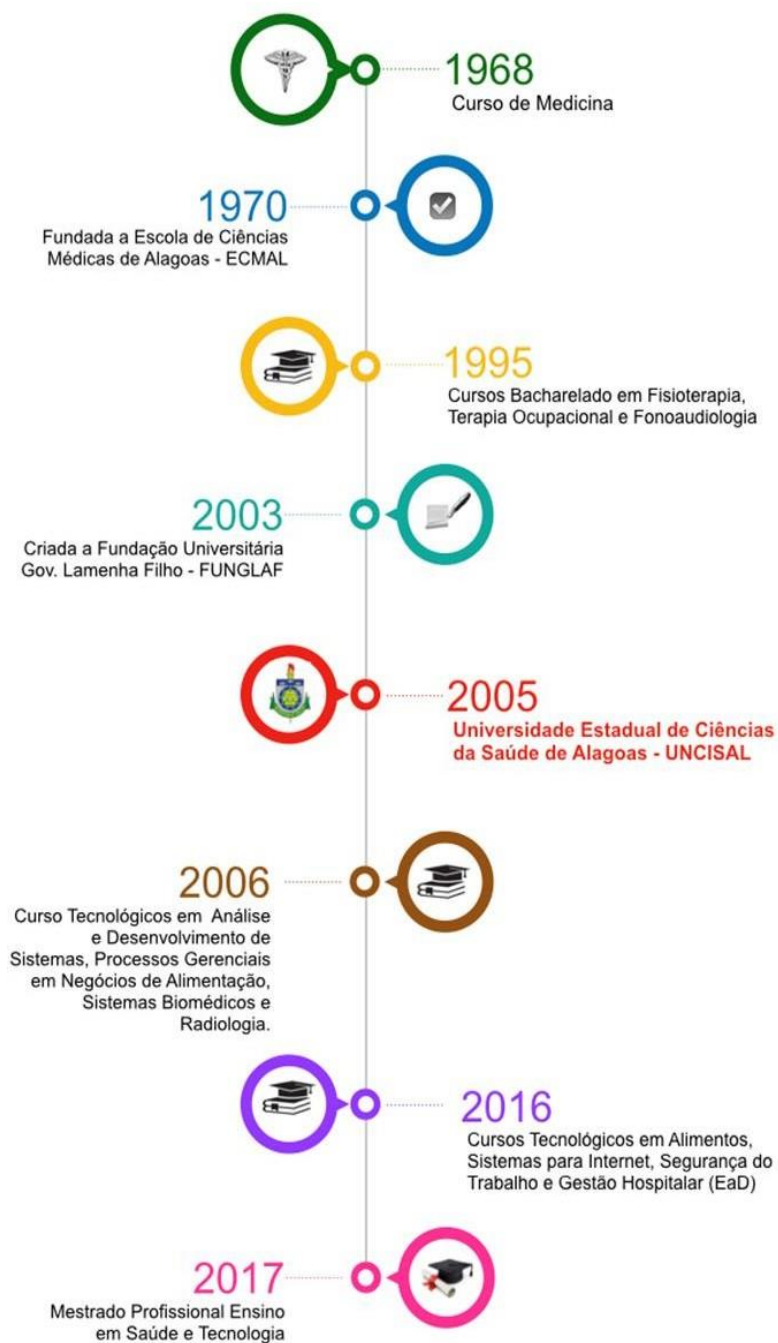 1968
Curso de Medicina
1970
Fundada a Escola de Ciências
Médicas de Alagoas - ECMAL
1995
Cursos Bacharelado em Fisioterapia,
Terapia Ocupacional e Fonoaudiologia
2003
Criada a Fundação Universitária
Gov. Lamenha Filho - FUNGLAF
2005
Universidade Estadual de Ciências
da Saúde de Alagoas - UNCISAL
2006
Curso Tecnológicos em Análise
e Desenvolvimento de
Sistemas, Processos Gerenciais
em Negócios de Alimentação,
Sistemas Biomédicos e
Radiologia.
2016
Cursos Tecnológicos em Alimentos,
Sistemas para Internet, Segurança do
Trabalho e Gestão Hospitalar (EaD)
2017
Mestrado Profissional Ensino
em Saúde e Tecnologia